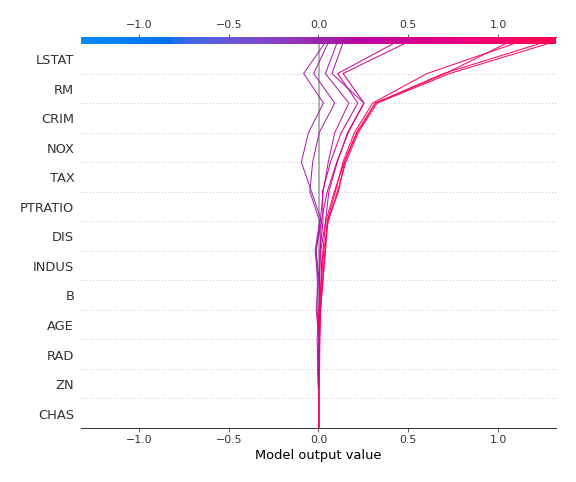 −1.0 −0.5 0.0 0.5 1.0
LSTAT
RM
CRIM
NOX
TAX
PTRATIO
DIS
INDUS
B
AGE
RAD
ZN
CHAS
−1.0 −0.5 0.0 0.5 1.0
Model output value